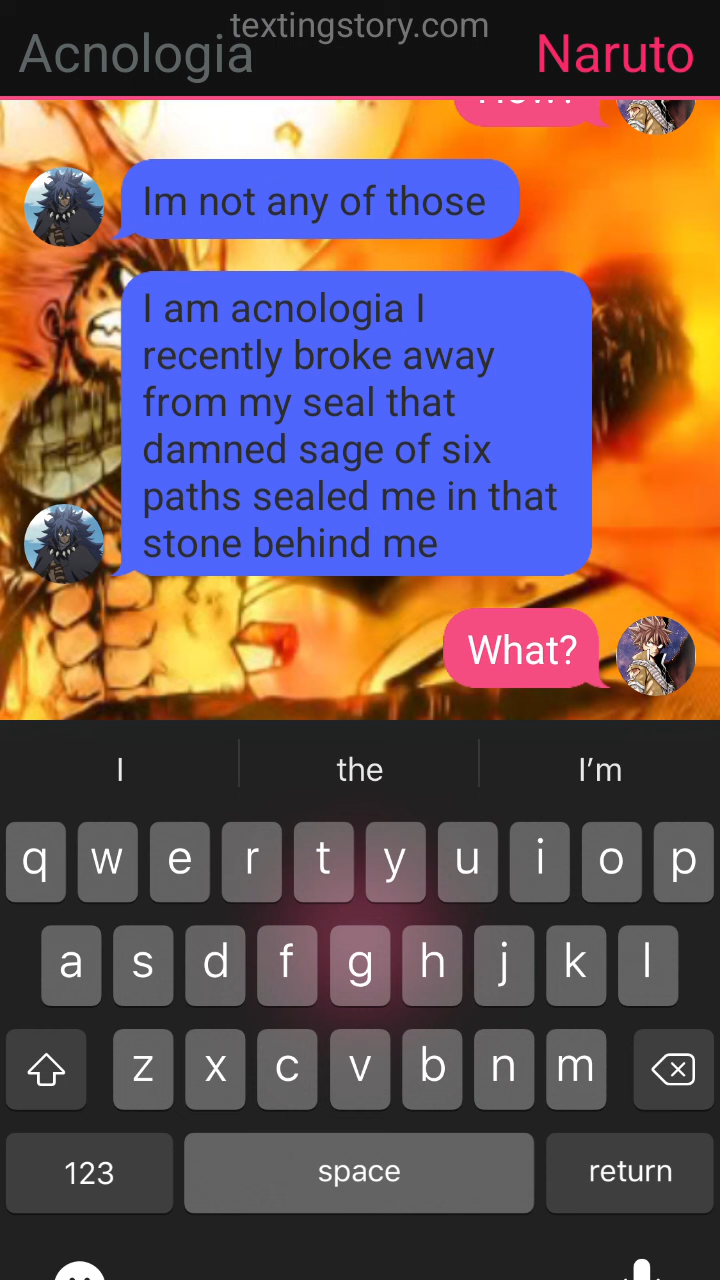 textingstory.com
Acnologia
Naruto
Im not any of those
I am acnologia I
recently broke away
from my seal that
damned sage of six
paths sealed me in that
stone behind me
What?
I the I’m
q w e r t y u i o p
a s d f g h j k l
z x c v b n m
123 space return